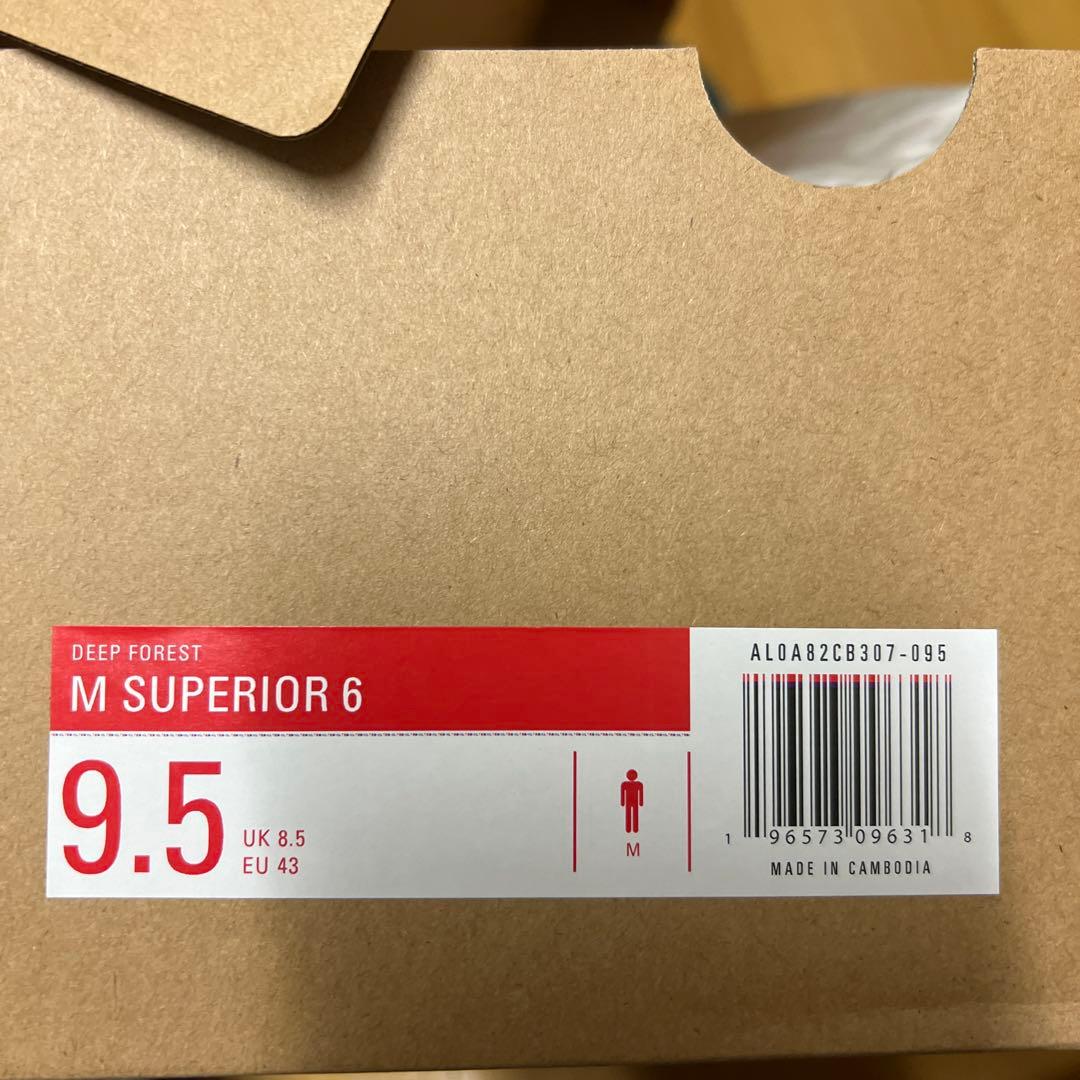 DEEP FOREST
M SUPERIOR 6
9.5
UK 8.5
EU 43
M
AL0A82CB307-095
1 96573 09631 8
MADE IN CAMBODIA